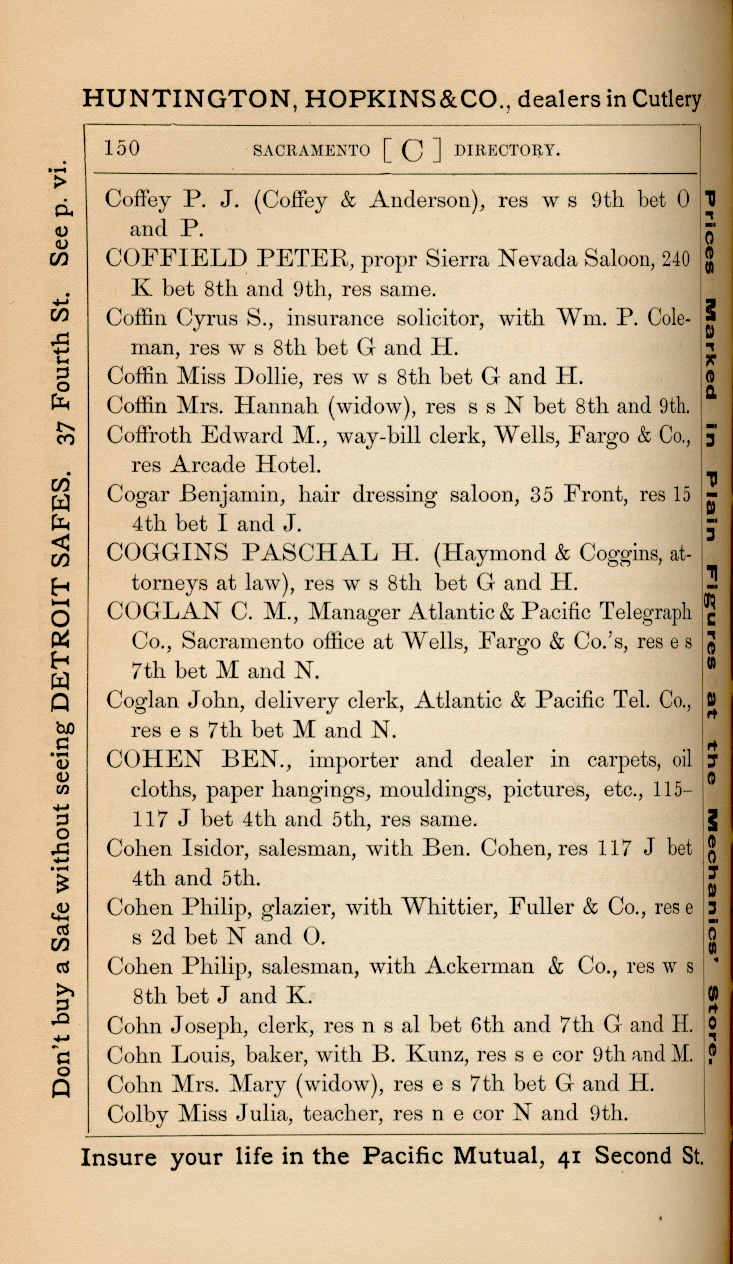 HUNTINGTON, HOPKINS & CO., dealers in Cutlery
150 SACRAMENTO [ C ] DIRECTORY.
Coffey P. J. (Coffey & Anderson), res w s 9th bet O
and P.
COFFIELD PETER, propr Sierra Nevada Saloon, 240
K bet 8th and 9th, res same.
Coffin Cyrus S., insurance solicitor, with Wm. P. Cole-
man, res w s 8th bet G and H.
Coffin Miss Dollie, res w s 8th bet G and H.
Coffin Mrs. Hannah (widow), res s s N bet 8th and 9th.
Coffroth Edward M., way-bill clerk, Wells, Fargo & Co.,
res Arcade Hotel.
Cogar Benjamin, hair dressing saloon, 35 Front, res 15
4th bet I and J.
COGGINS PASCHAL H. (Haymond & Coggins, at-
torneys at law), res w s 8th bet G and H.
COGLAN C. M., Manager Atlantic & Pacific Telegraph
Co., Sacramento office at Wells, Fargo & Co.'s, res e s
7th bet M and N.
Coglan John, delivery clerk, Atlantic & Pacific Tel. Co.,
res e s 7th bet M and N.
COHEN BEN., importer and dealer in carpets, oil
cloths, paper hangings, mouldings, pictures, etc., 115–
117 J bet 4th and 5th, res same.
Cohen Isidor, salesman, with Ben. Cohen, res 117 J bet
4th and 5th.
Cohen Philip, glazier, with Whittier, Fuller & Co., res e
s 2d bet N and O.
Cohen Philip, salesman, with Ackerman & Co., res w s
8th bet J and K.
Cohn Joseph, clerk, res n s al bet 6th and 7th G and H.
Cohn Louis, baker, with B. Kunz, res s e cor 9th and M.
Cohn Mrs. Mary (widow), res e s 7th bet G and H.
Colby Miss Julia, teacher, res n e cor N and 9th.
Insure your life in the Pacific Mutual, 41 Second St.
Don't buy a Safe without seeing DETROIT SAFES. 37 Fourth St. See p. vi.
Prices Marked in Plain Figures at the Mechanics' Store.